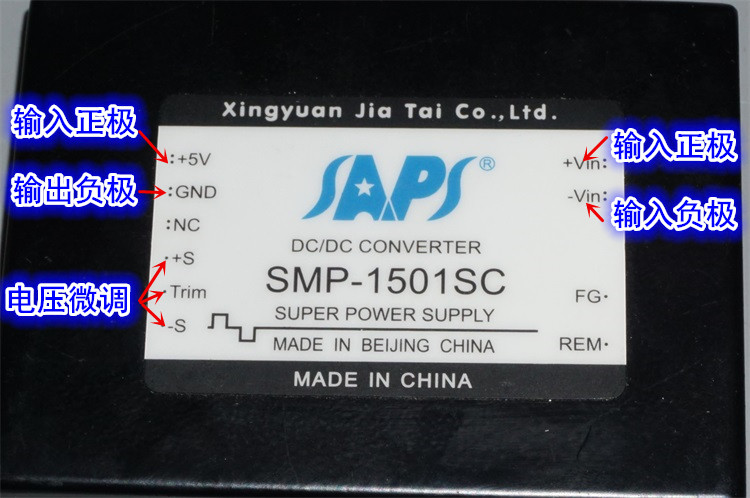 Xingyuan Jia Tai Co.,Ltd.
输入正极
:+5V
SAPS®
+Vin:
输入正极
输出负极
:GND
-Vin:
输入负极
:NC
DC/DC CONVERTER
·+S
SMP-1501SC
电压微调
·Trim
SUPER POWER SUPPLY
FG·
·-S
MADE IN BEIJING CHINA
REM·
MADE IN CHINA